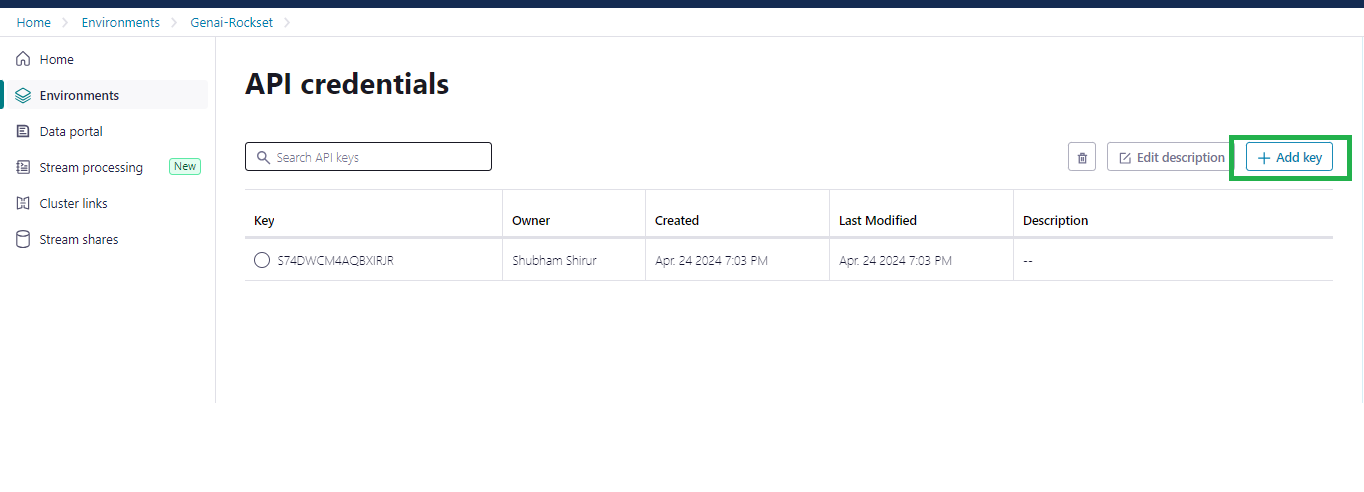 Home > Environments > Genai-Rockset >
Home
Environments
Data portal
Stream processing New
Cluster links
Stream shares
API credentials
Search API keys
Edit description + Add key
Key Owner Created Last Modified Description
S74DWCM4AQBXIRJR Shubham Shirur Apr. 24 2024 7:03 PM Apr. 24 2024 7:03 PM --